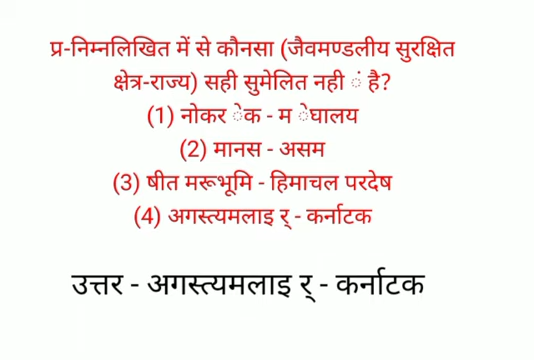 प्र-निम्नलिखित में से कौनसा (जैवमण्डलीय सुरक्षित
क्षेत्र-राज्य) सही सुमेलित नही ं है?
(1) नोकर ेक - म ेघालय
(2) मानस - असम
(3) षीत मरूभूमि - हिमाचल परदेष
(4) अगस्त्यमलाइ र् - कर्नाटक
उत्तर - अगस्त्यमलाइ र् - कर्नाटक